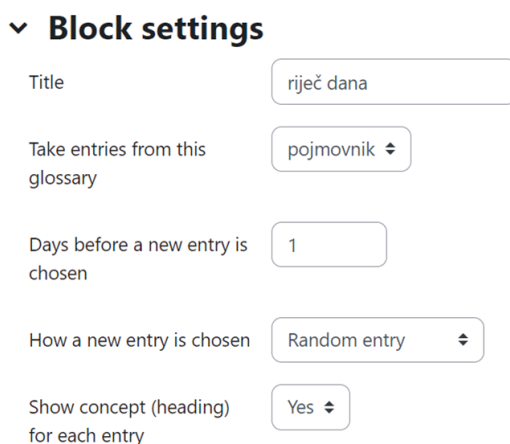 Block settings
Title
riječ dana
Take entries from this
glossary
pojmovnik
Days before a new entry is
chosen
1
How a new entry is chosen
Random entry
Show concept (heading)
for each entry
Yes